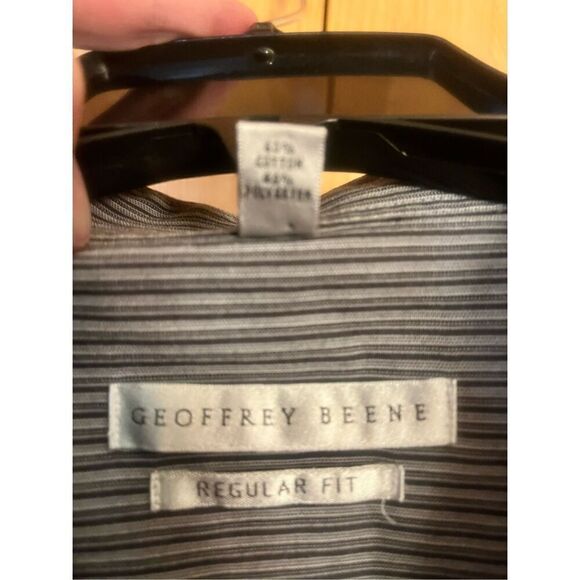 COTTON
POLYESTER
GEOFFREY BEENE
REGULAR FIT